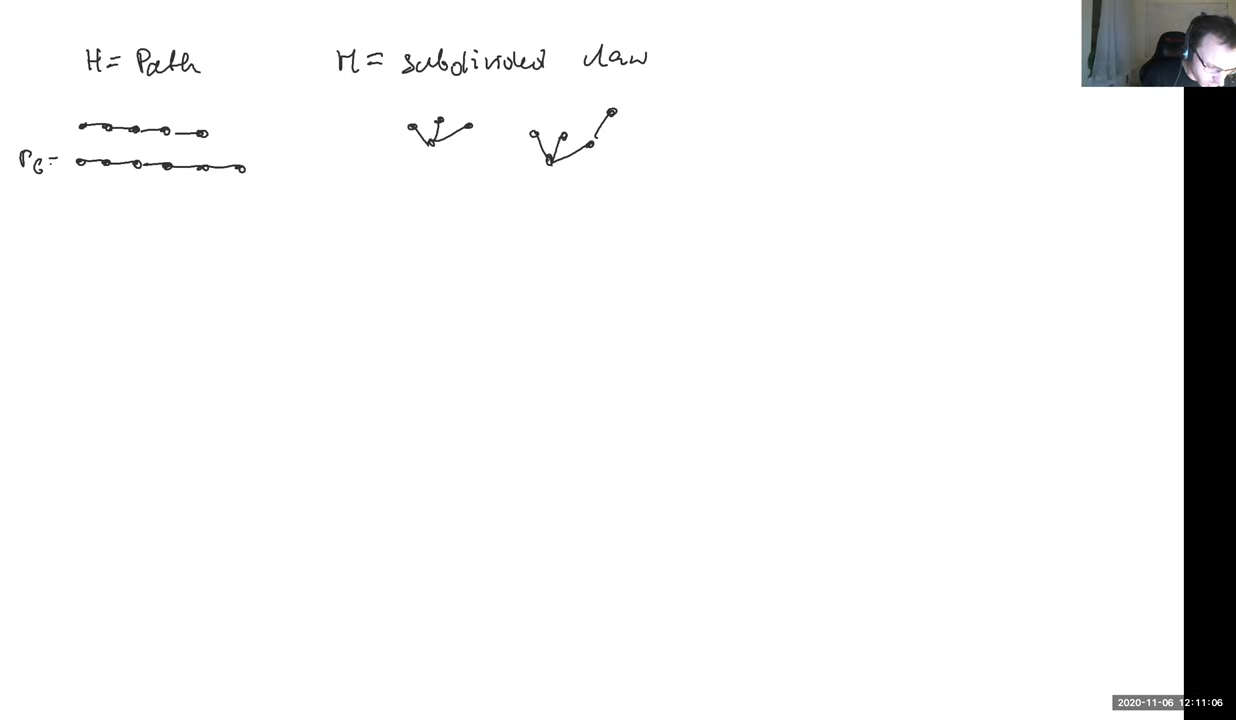 H = Path
H = subdivided claw
P6 =
2020-11-06 12:11:06